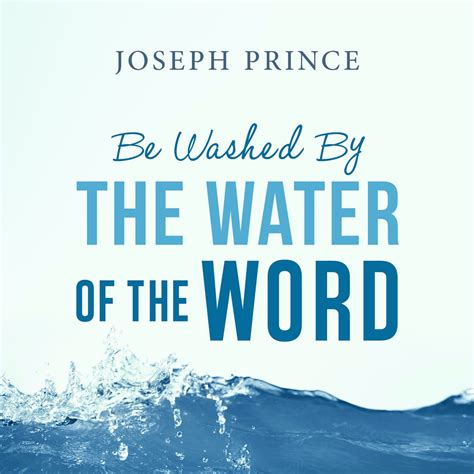 JOSEPH PRINCE
Be Washed By
THE WATER
OF THE WORD